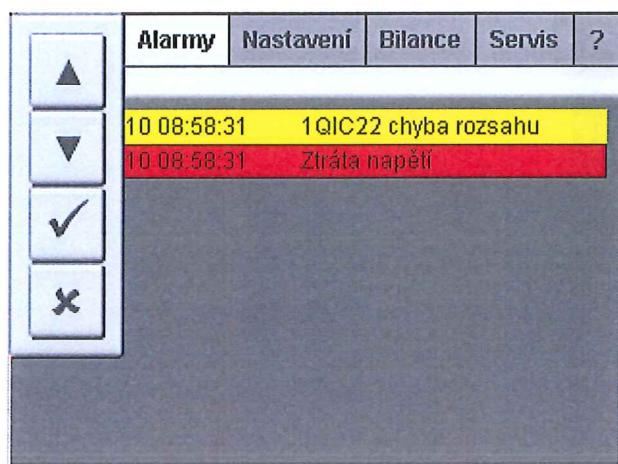 Alarmy Nastavení Bilance Servis ?
10 08:58:31 1QIC22 chyba rozsahu
10 08:58:31 Ztráta napětí